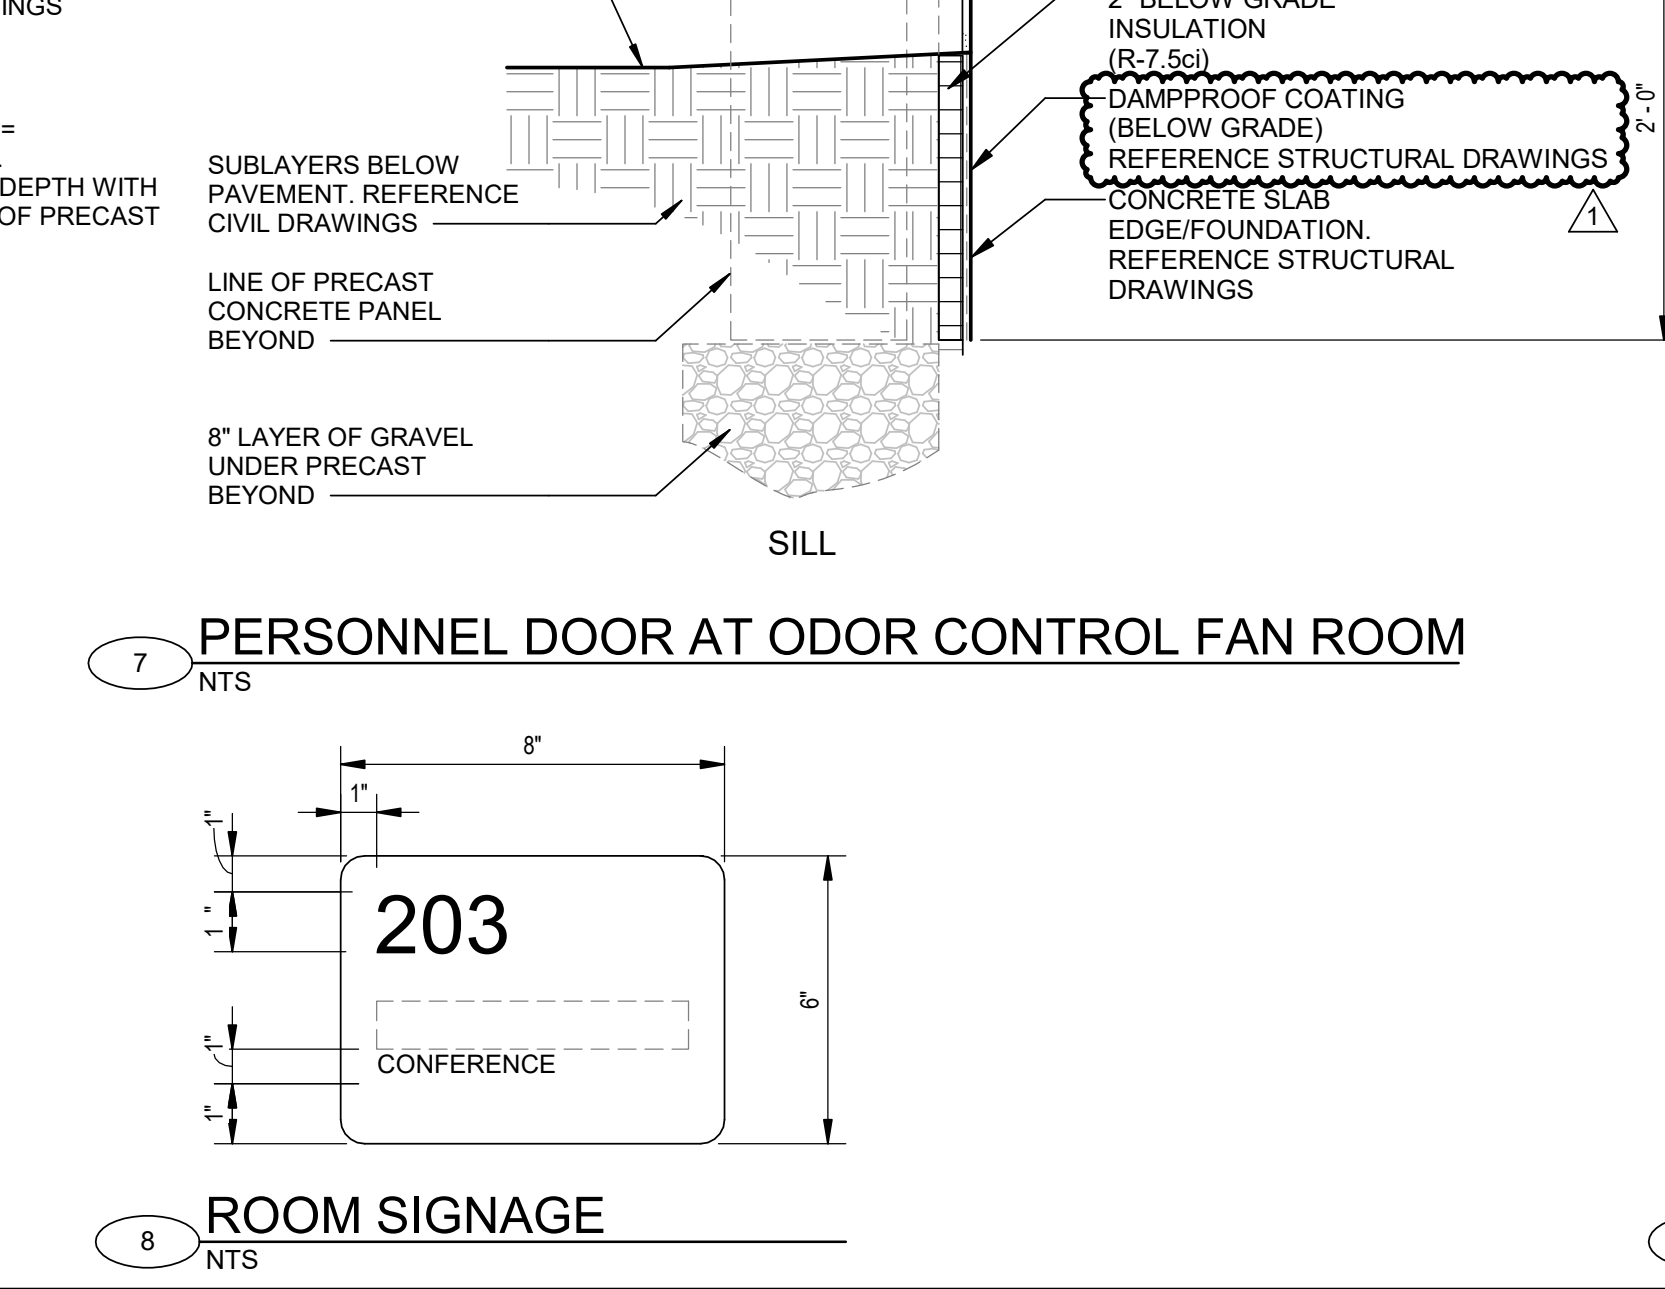 INGS
=
DEPTH WITH
OF PRECAST
SUBLAYERS BELOW
PAVEMENT. REFERENCE
CIVIL DRAWINGS
LINE OF PRECAST
CONCRETE PANEL
BEYOND
8" LAYER OF GRAVEL
UNDER PRECAST
BEYOND
2" BELOW GRADE
INSULATION
(R-7.5ci)
DAMPPROOF COATING
(BELOW GRADE)
REFERENCE STRUCTURAL DRAWINGS
1
CONCRETE SLAB
EDGE/FOUNDATION.
REFERENCE STRUCTURAL
DRAWINGS
2' - 0"
SILL
7
PERSONNEL DOOR AT ODOR CONTROL FAN ROOM
NTS
8"
1"
1"
1 "
203
6"
1"
CONFERENCE
1"
8
ROOM SIGNAGE
NTS